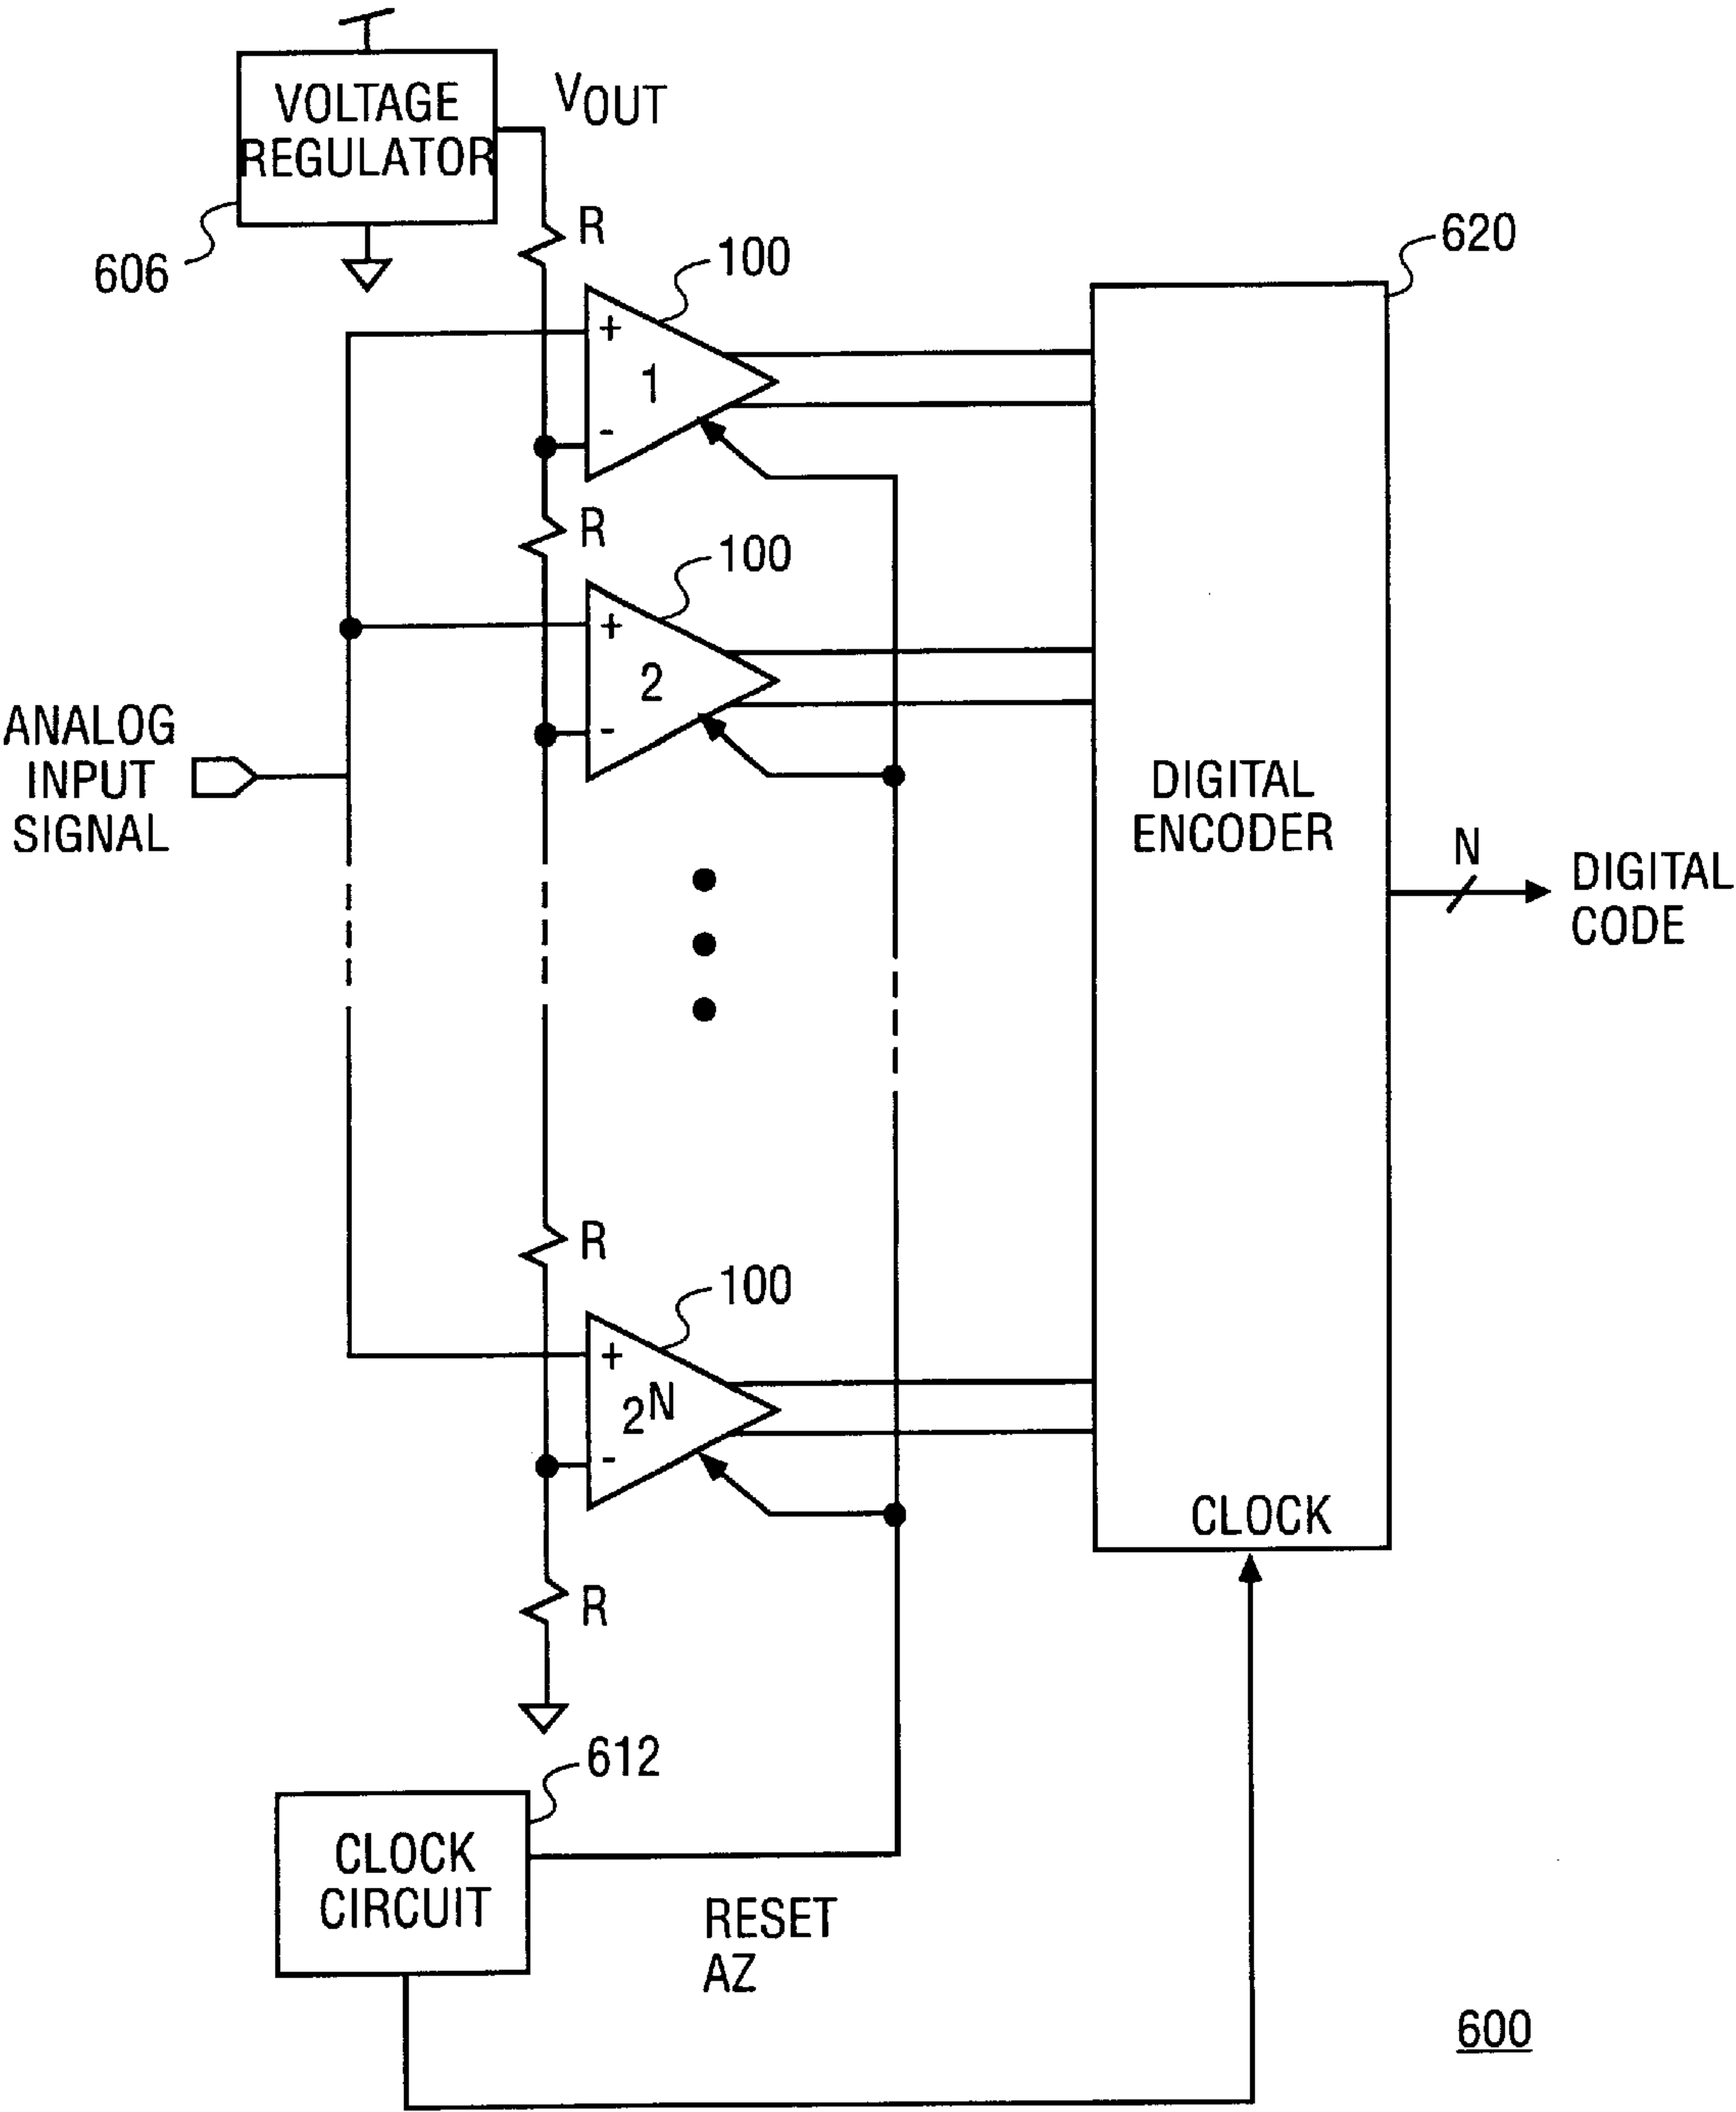 VOLTAGE
REGULATOR
VOUT
606
R
100
620
+
1
-
R
100
+
2
-
ANALOG
INPUT
SIGNAL
DIGITAL
ENCODER
N
DIGITAL
CODE
R
100
+
2^N
-
CLOCK
R
612
CLOCK
CIRCUIT
RESET
AZ
600